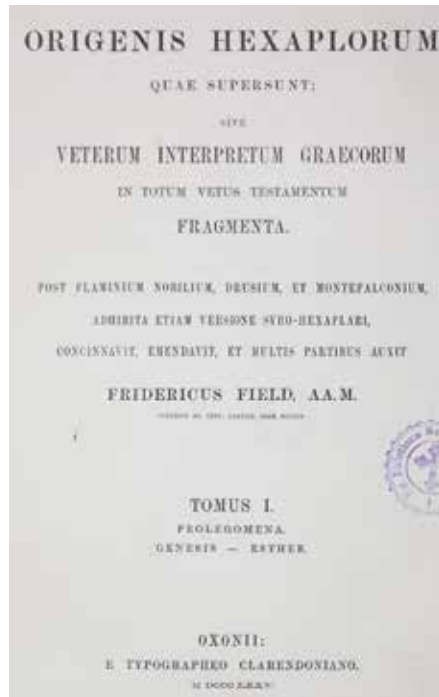 ORIGENIS HEXAPLORUM
QUAE SUPERSUNT;
SIVE
VETERUM INTERPRETUM GRAECORUM
IN TOTUM VETUS TESTAMENTUM
FRAGMENTA.
POST FLAMINIUM NOBILIUM, DRUSIUM, ET MONTEFALCONIUM,
ADHIBITA ETIAM VERSIONE SYRO-HEXAPLARI,
CONCINNAVIT, EMENDAVIT, ET MULTIS PARTIBUS AUXIT
FRIDERICUS FIELD, AA.M.
TOMUS I.
PROLEGOMENA.
GENESIS — ESTHER.
OXONII:
E TYPOGRAPHEO CLARENDONIANO.
M DCCC LXXV